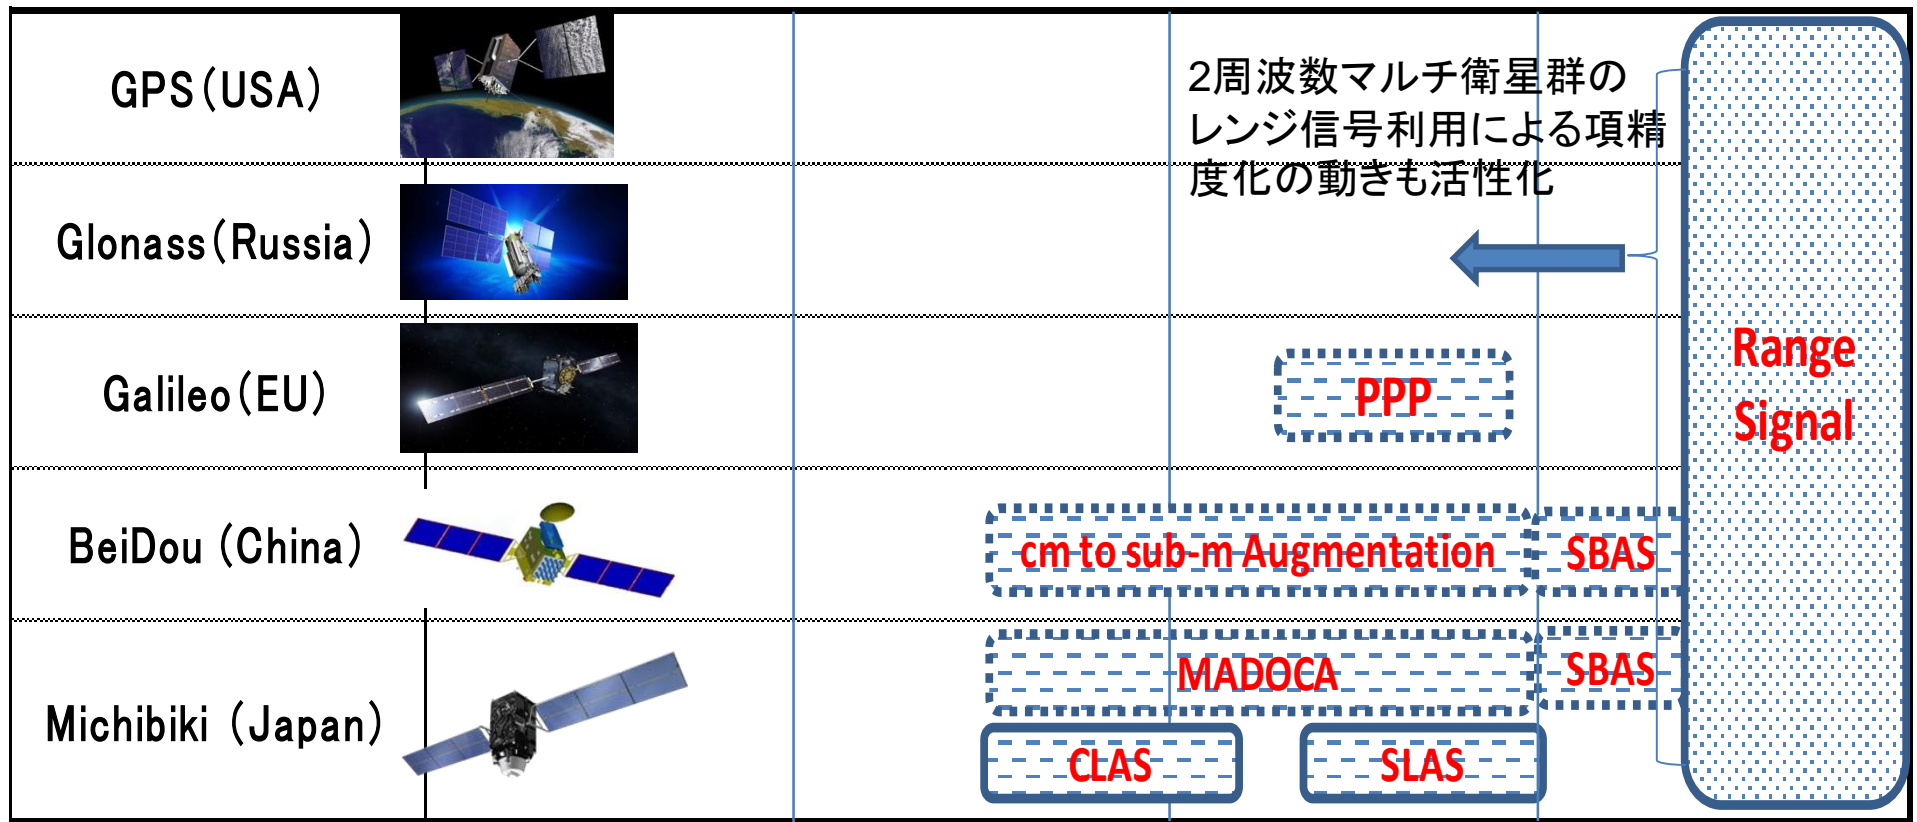 GPS(USA)
2周波数マルチ衛星群の
レンジ信号利用による項精
度化の動きも活性化
Glonass(Russia)
Galileo(EU)
PPP
Range
Signal
BeiDou (China)
cm to sub-m Augmentation
SBAS
Michibiki (Japan)
MADOCA
SBAS
CLAS
SLAS